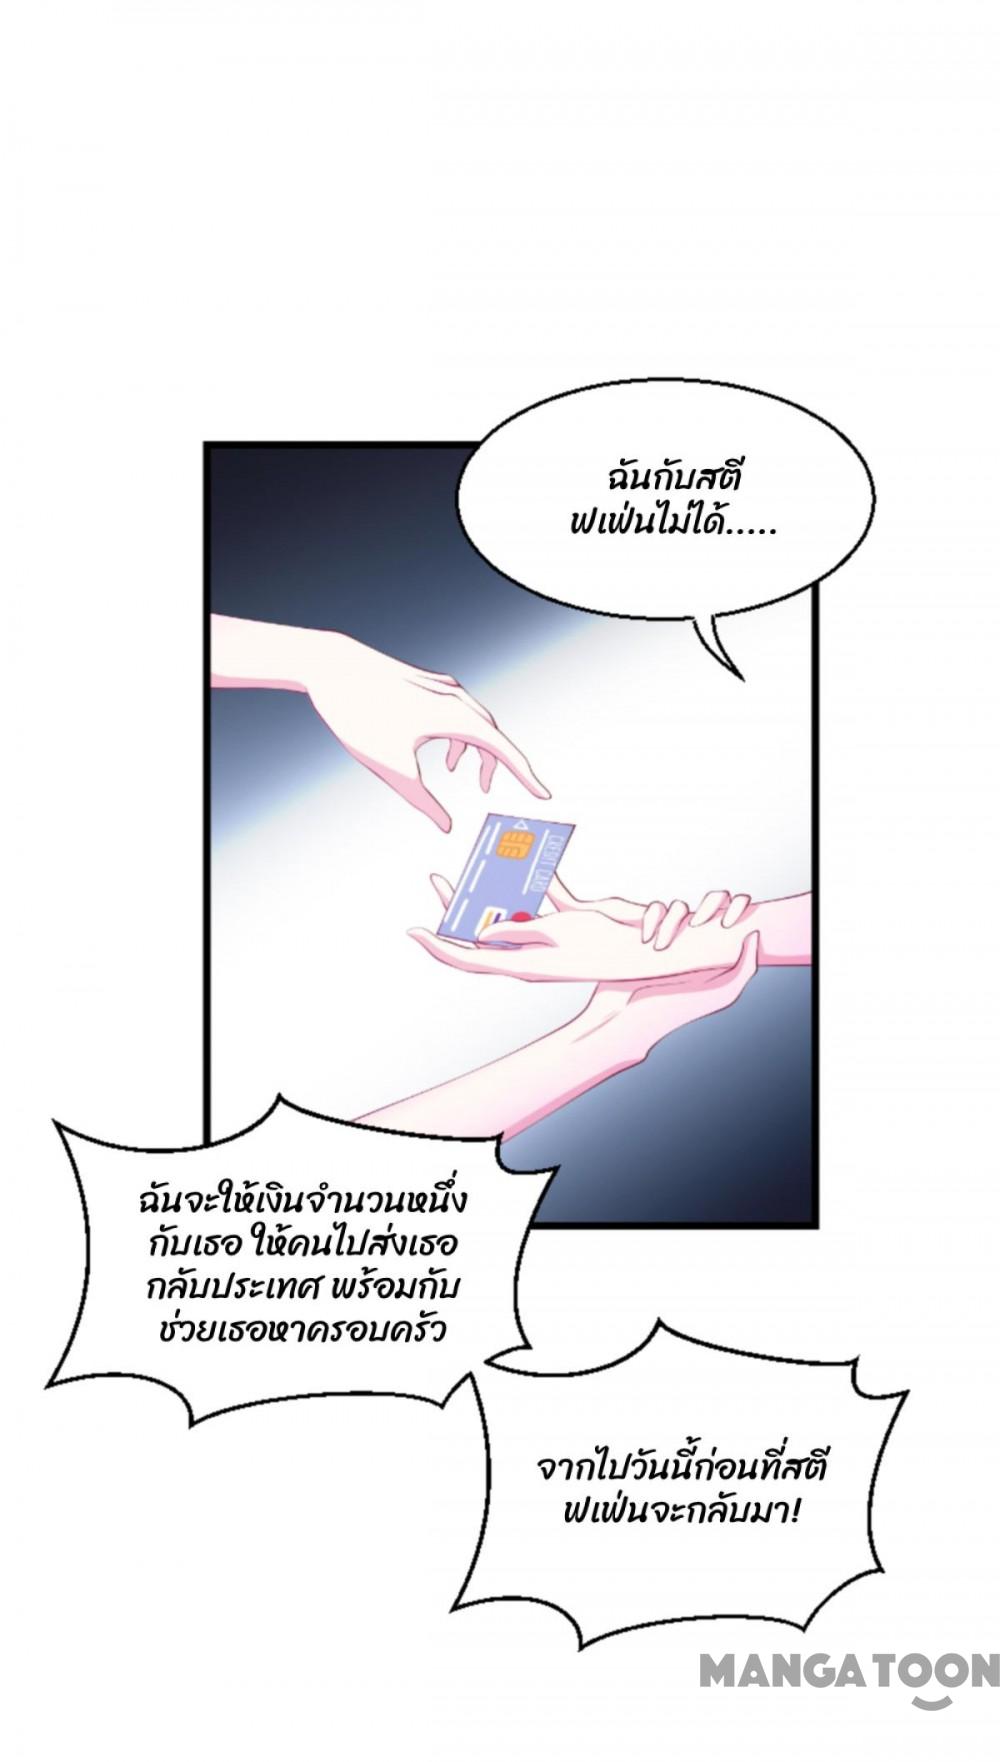 ฉันกับสตี
ฟเฟ่นไม่ได้.....
CREDIT CARD
ฉันจะให้เงินจำนวนหนึ่ง
กับเธอ ให้คนไปส่งเธอ
กลับประเทศ พร้อมกับ
ช่วยเธอหาครอบครัว
จากไปวันนี้ก่อนที่สตี
ฟเฟ่นจะกลับมา!
MANGATOON